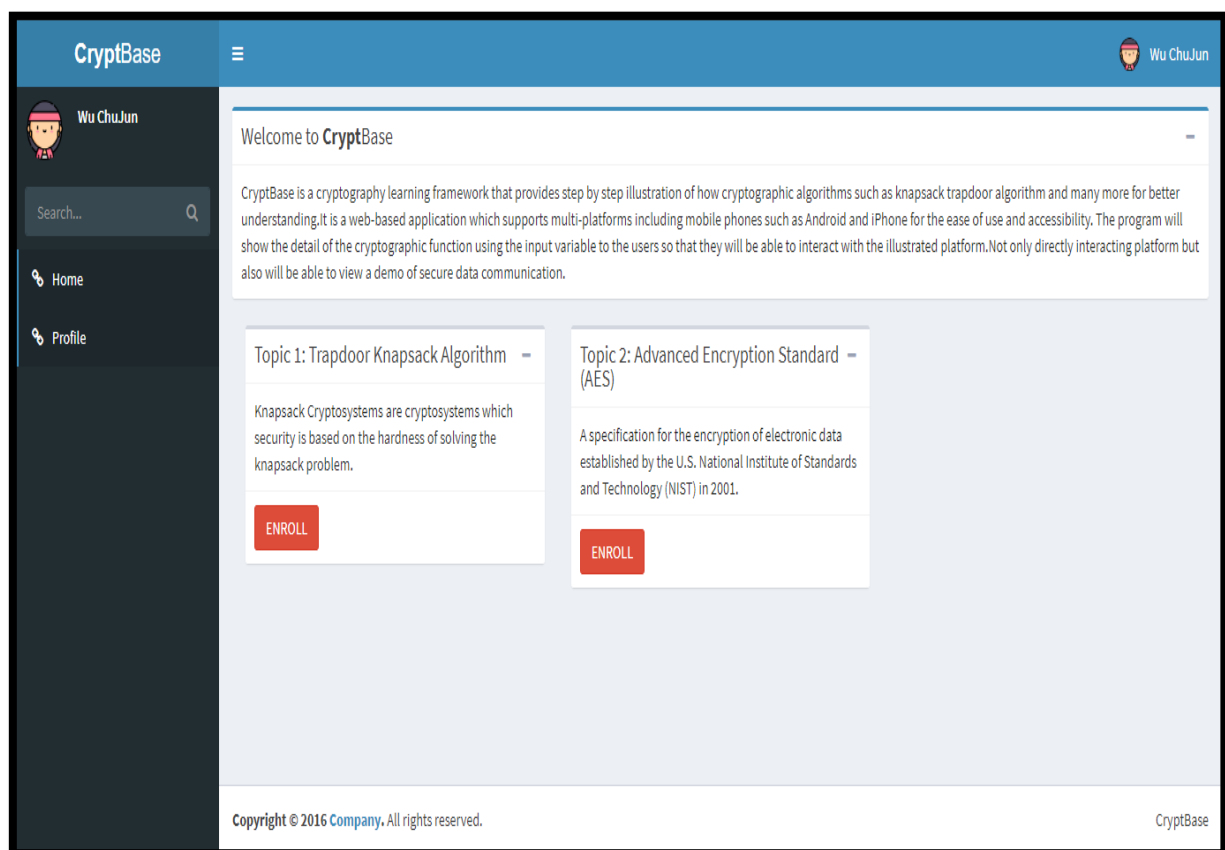 CryptBase
Wu ChuJun
Wu ChuJun
Search...
Home
Profile
Welcome to CryptBase
CryptBase is a cryptography learning framework that provides step by step illustration of how cryptographic algorithms such as knapsack trapdoor algorithm and many more for better
understanding.It is a web-based application which supports multi-platforms including mobile phones such as Android and iPhone for the ease of use and accessibility. The program will
show the detail of the cryptographic function using the input variable to the users so that they will be able to interact with the illustrated platform.Not only directly interacting platform but
also will be able to view a demo of secure data communication.
Topic 1: Trapdoor Knapsack Algorithm
Knapsack Cryptosystems are cryptosystems which
security is based on the hardness of solving the
knapsack problem.
ENROLL
Topic 2: Advanced Encryption Standard
(AES)
A specification for the encryption of electronic data
established by the U.S. National Institute of Standards
and Technology (NIST) in 2001.
ENROLL
Copyright © 2016 Company. All rights reserved.
CryptBase